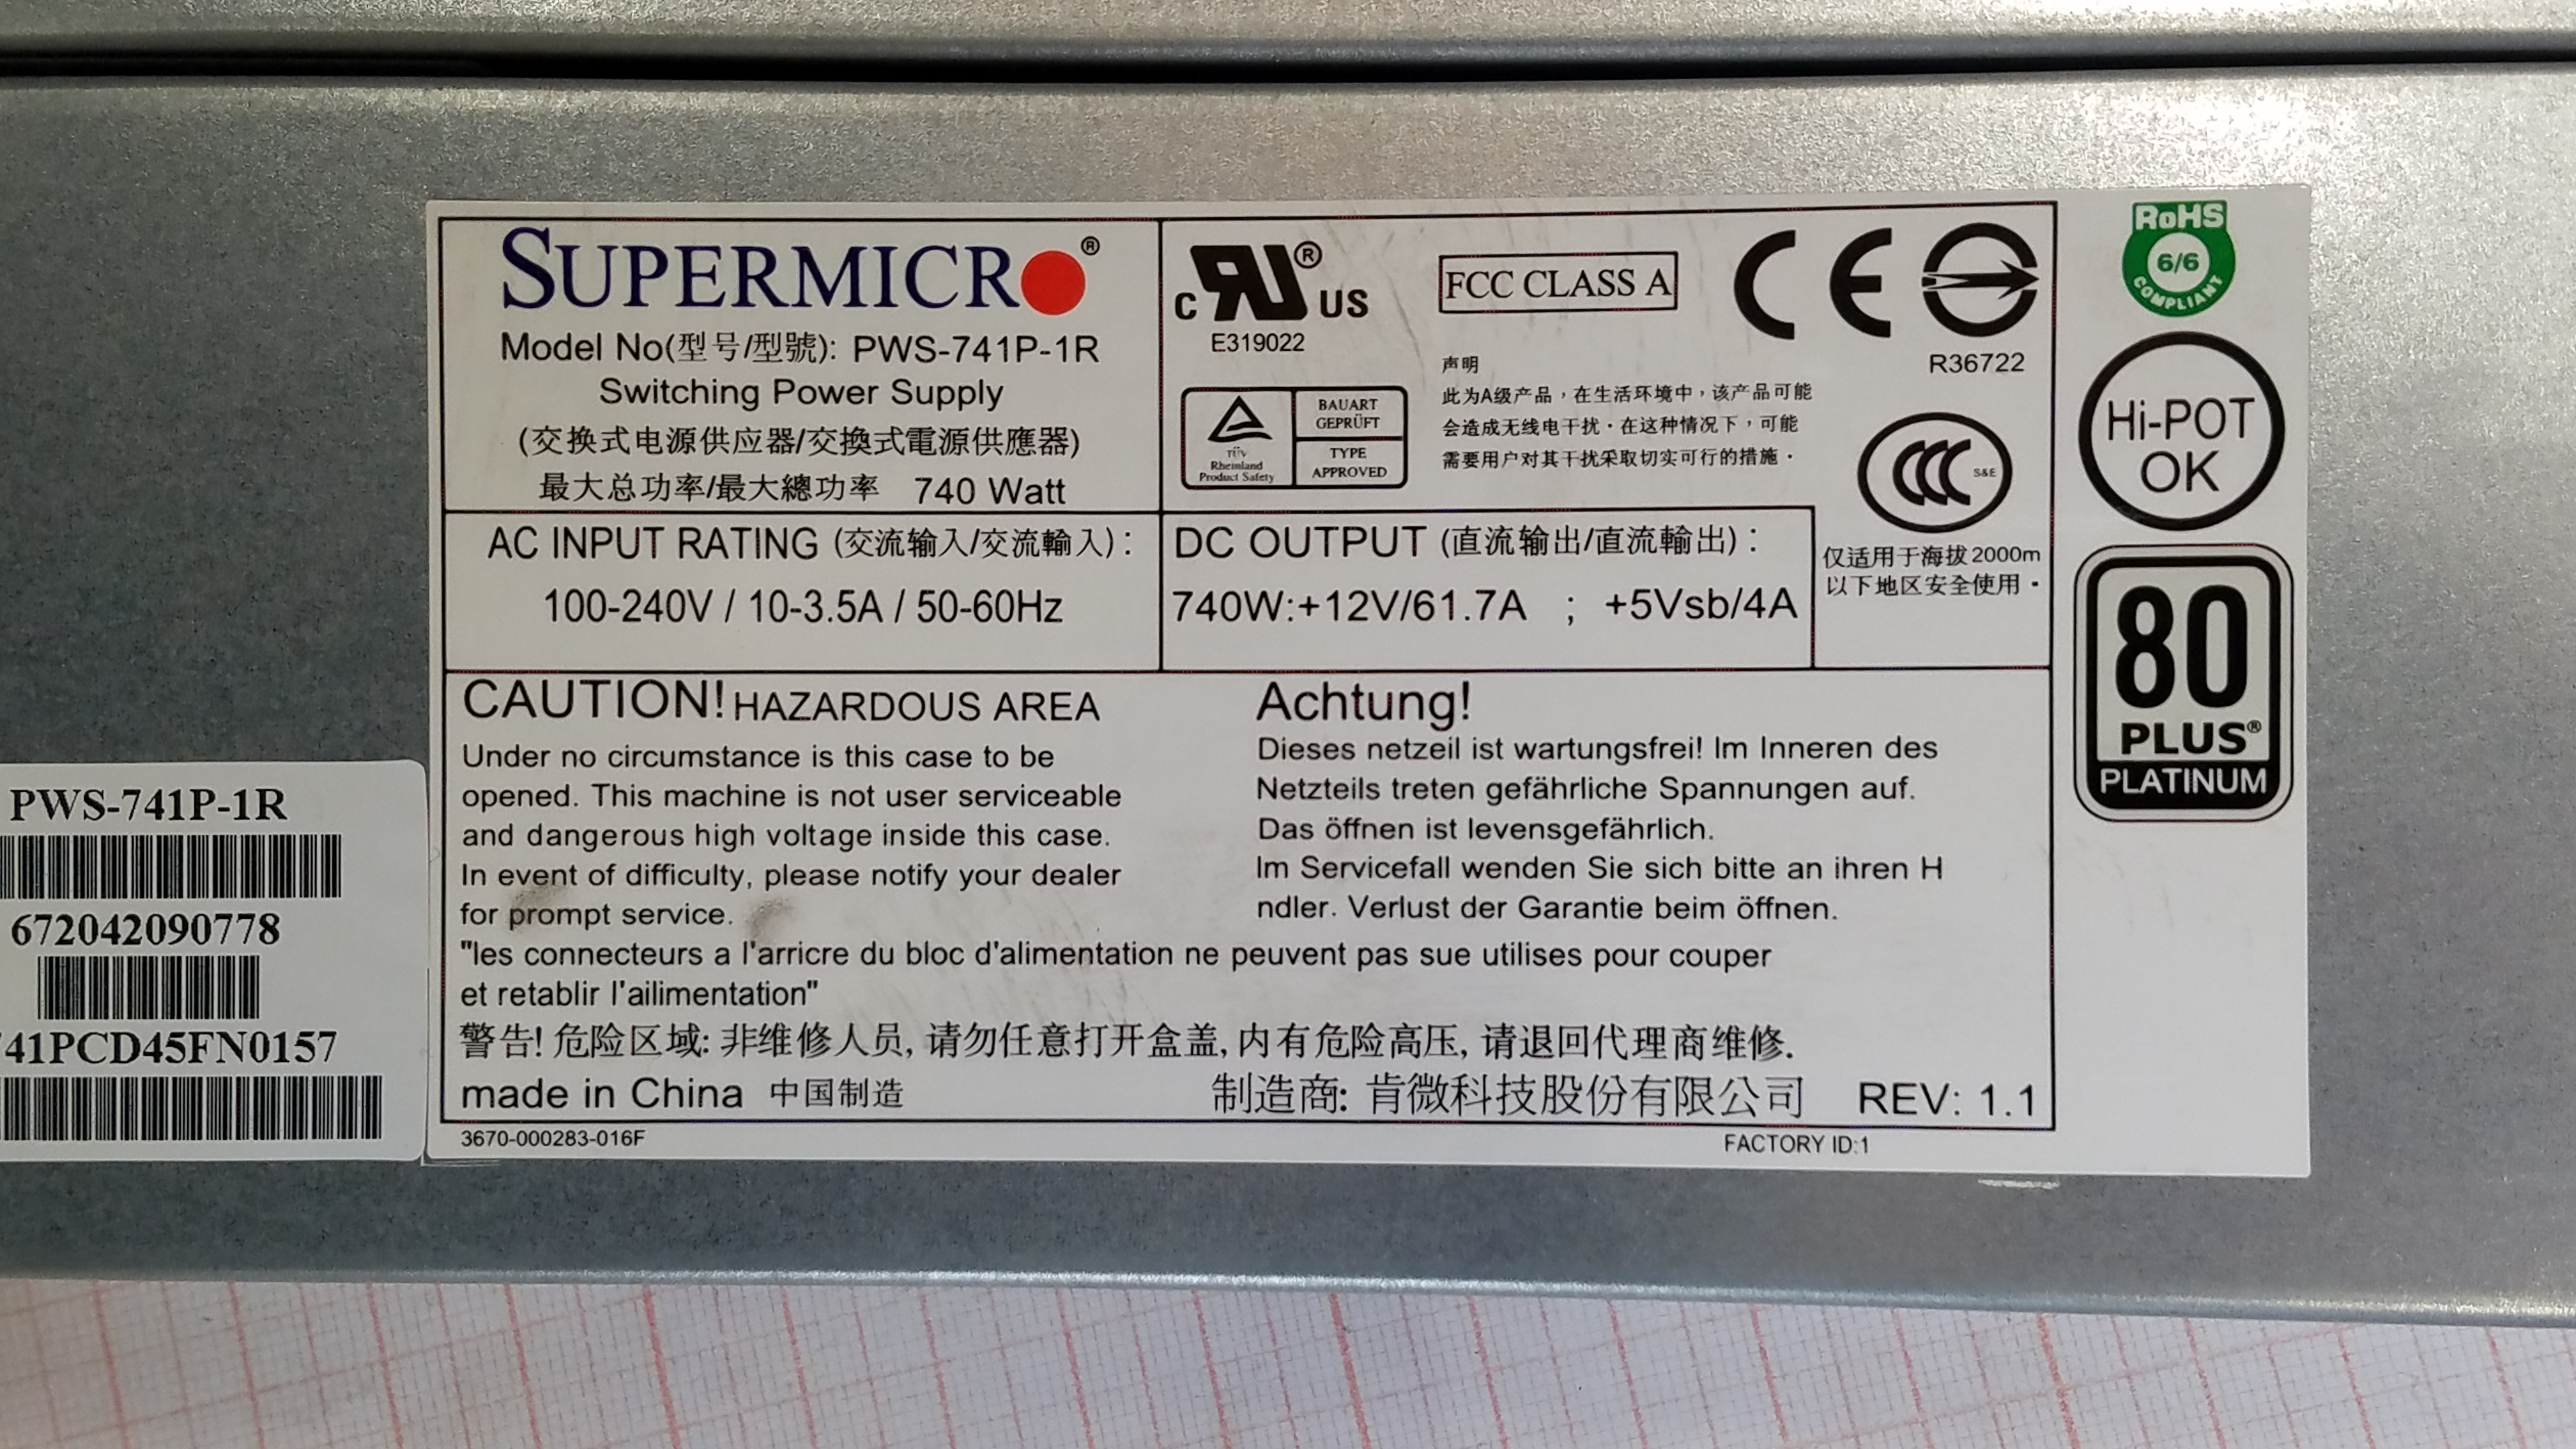 SUPERMICRO®
Model No(型号/型號): PWS-741P-1R
Switching Power Supply
(交换式电源供应器/交換式電源供應器)
最大总功率/最大總功率 740 Watt
AC INPUT RATING (交流输入/交流輸入) :
100-240V / 10-3.5A / 50-60Hz
C UR® US
E319022
FCC CLASS A
CE
R36722
TÜV
Rheinland
Product Safety
BAUART
GEPRÜFT
TYPE
APPROVED
声明
此为A级产品，在生活环境中，该产品可能
会造成无线电干扰。在这种情况下，可能
需要用户对其干扰采取切实可行的措施。
CCC S&E
仅适用于海拔2000m
以下地区安全使用。
DC OUTPUT (直流输出/直流輸出) :
740W:+12V/61.7A ; +5Vsb/4A
RoHS
6/6
COMPLIANT
Hi-POT
OK
80
PLUS®
PLATINUM
CAUTION! HAZARDOUS AREA
Under no circumstance is this case to be
opened. This machine is not user serviceable
and dangerous high voltage inside this case.
In event of difficulty, please notify your dealer
for prompt service.
Achtung!
Dieses netzeil ist wartungsfrei! Im Inneren des
Netzteils treten gefährliche Spannungen auf.
Das öffnen ist levensgefährlich.
Im Servicefall wenden Sie sich bitte an ihren H
ndler. Verlust der Garantie beim öffnen.
"les connecteurs a l'arricre du bloc d'alimentation ne peuvent pas sue utilises pour couper
et retablir l'ailimentation"
警告! 危险区域: 非维修人员, 请勿任意打开盒盖, 内有危险高压, 请退回代理商维修.
made in China 中国制造
制造商: 肯微科技股份有限公司 REV: 1.1
3670-000283-016F
FACTORY ID:1
PWS-741P-1R
672042090778
41PCD45FN0157